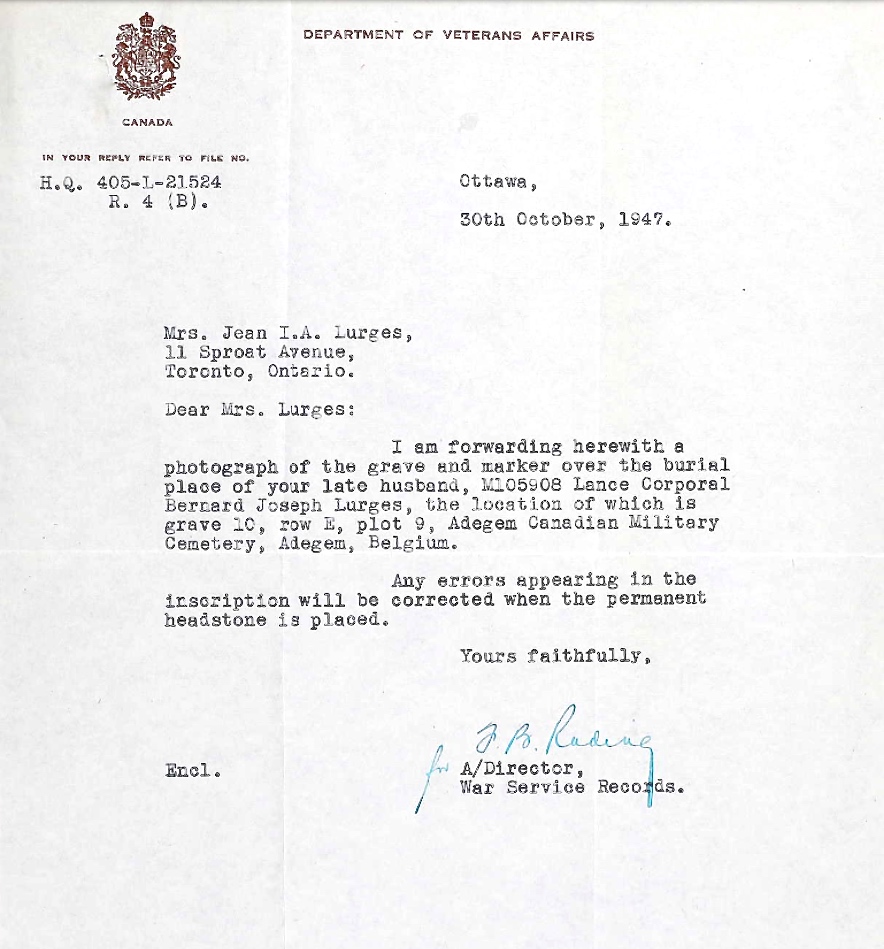 DEPARTMENT OF VETERANS AFFAIRS
CANADA
IN YOUR REPLY REFER TO FILE NO.
H.Q. 405-L-21524
R. 4 (B).
Ottawa,
30th October, 1947.
Mrs. Jean I.A. Lurges,
11 Sproat Avenue,
Toronto, Ontario.
Dear Mrs. Lurges:
I am forwarding herewith a
photograph of the grave and marker over the burial
place of your late husband, M105908 Lance Corporal
Bernard Joseph Lurges, the location of which is
grave 10, row E, plot 9, Adegem Canadian Military
Cemetery, Adegem, Belgium.
Any errors appearing in the
inscription will be corrected when the permanent
headstone is placed.
Yours faithfully,
for
Encl.
A/Director,
War Service Records.